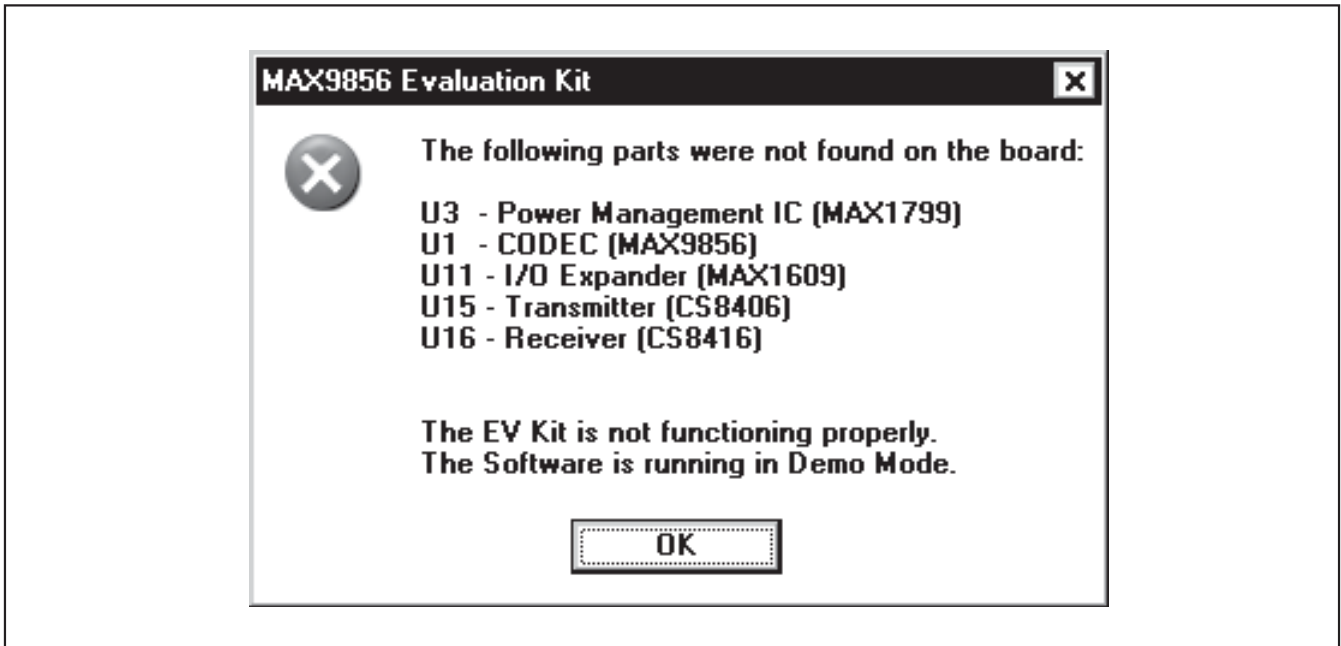 MAX9856 Evaluation Kit
The following parts were not found on the board:
U3 - Power Management IC (MAX1799)
U1 - CODEC (MAX9856)
U11 - I/O Expander (MAX1609)
U15 - Transmitter (CS8406)
U16 - Receiver (CS8416)
The EV Kit is not functioning properly.
The Software is running in Demo Mode.
OK